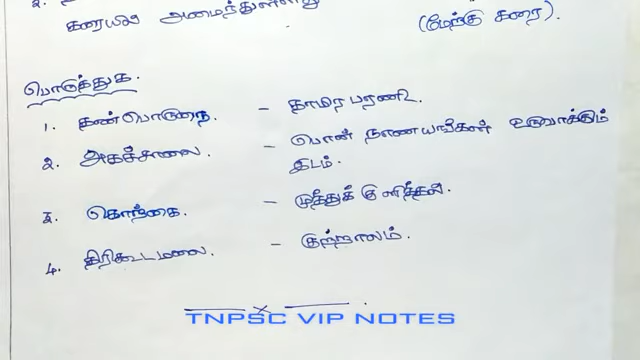 கரையில் அமைந்துள்ளது
(மேற்கு கரை).
பொருத்துக.
1. தண்பொருநை. – தாமிரபரணி.
2. அகச்சாலை. – பொன் நாணயங்கள் உருவாக்கும்
இடம்.
3. கொற்கை. – முத்துக் குளித்தல்.
4. திரிகூடமலை. – குற்றாலம்.
TNPSC VIP NOTES